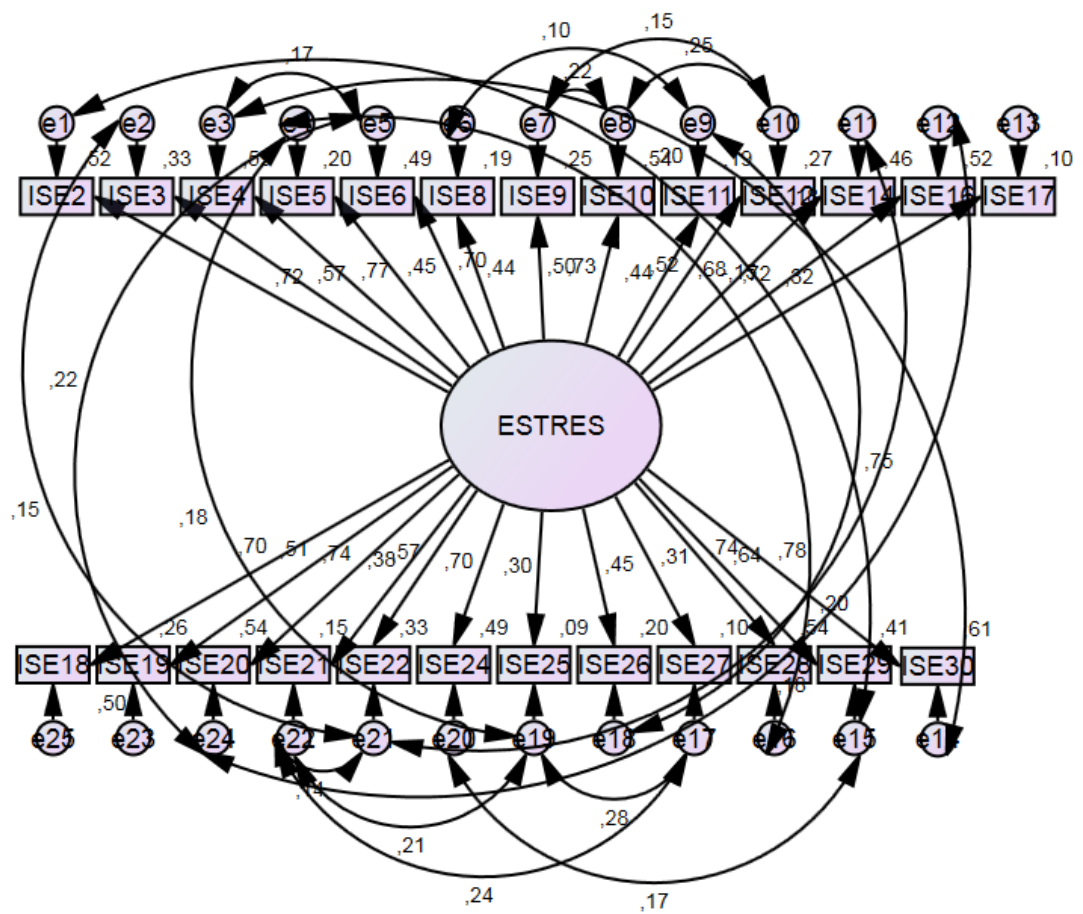 ,15
,10
,17
,25
,22
e1 e2 e3 e4 e5 e6 e7 e8 e9 e10 e11 e12 e13
52 ,33 ,20 ,49 ,19 ,25 ,54 ,20 ,19 ,27 ,46 ,52 ,10
ISE2 ISE3 ISE4 ISE5 ISE6 ISE8 ISE9 ISE10 ISE11 ISE13 ISE14 ISE16 ISE17
,72 ,57 ,77 ,45 ,70 ,44 ,50 ,73 ,44 ,52 ,68 ,72 ,32
,22
ESTRES
,75
,15
,18
,70 ,51 ,74 ,38 ,57 ,70 ,30 ,45 ,31 ,74 ,64 ,78
,20
,26 ,54 ,15 ,33 ,49 ,09 ,20 ,10 ,54 ,41 61
ISE18 ISE19 ISE20 ISE21 ISE22 ISE24 ISE25 ISE26 ISE27 ISE28 ISE29 ISE30
,50
e25 e23 e24 e22 e21 e20 e19 e18 e17 e16 e15 e14
,14
,28
,21
,24
,17